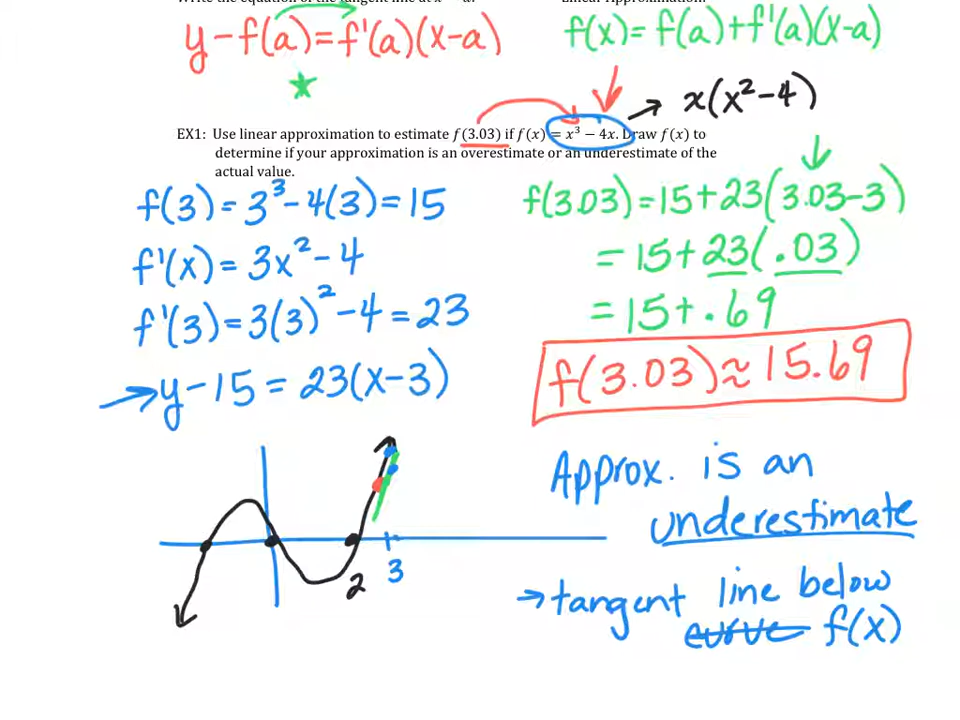 y-f(a)=f'(a)(x-a)
f(x)=f(a)+f'(a)(x-a)
x(x²-4)
EX1: Use linear approximation to estimate f(3.03) if f(x) = x³ − 4x. Draw f(x) to
determine if your approximation is an overestimate or an underestimate of the
actual value.
f(3)=3³-4(3)=15
f'(x)=3x²-4
f'(3)=3(3)²-4=23
y-15=23(x-3)
f(3.03)=15+23(3.03-3)
=15+23(.03)
=15+.69
f(3.03)≈15.69
2
3
Approx. is an
underestimate
→tangent line below
curve f(x)